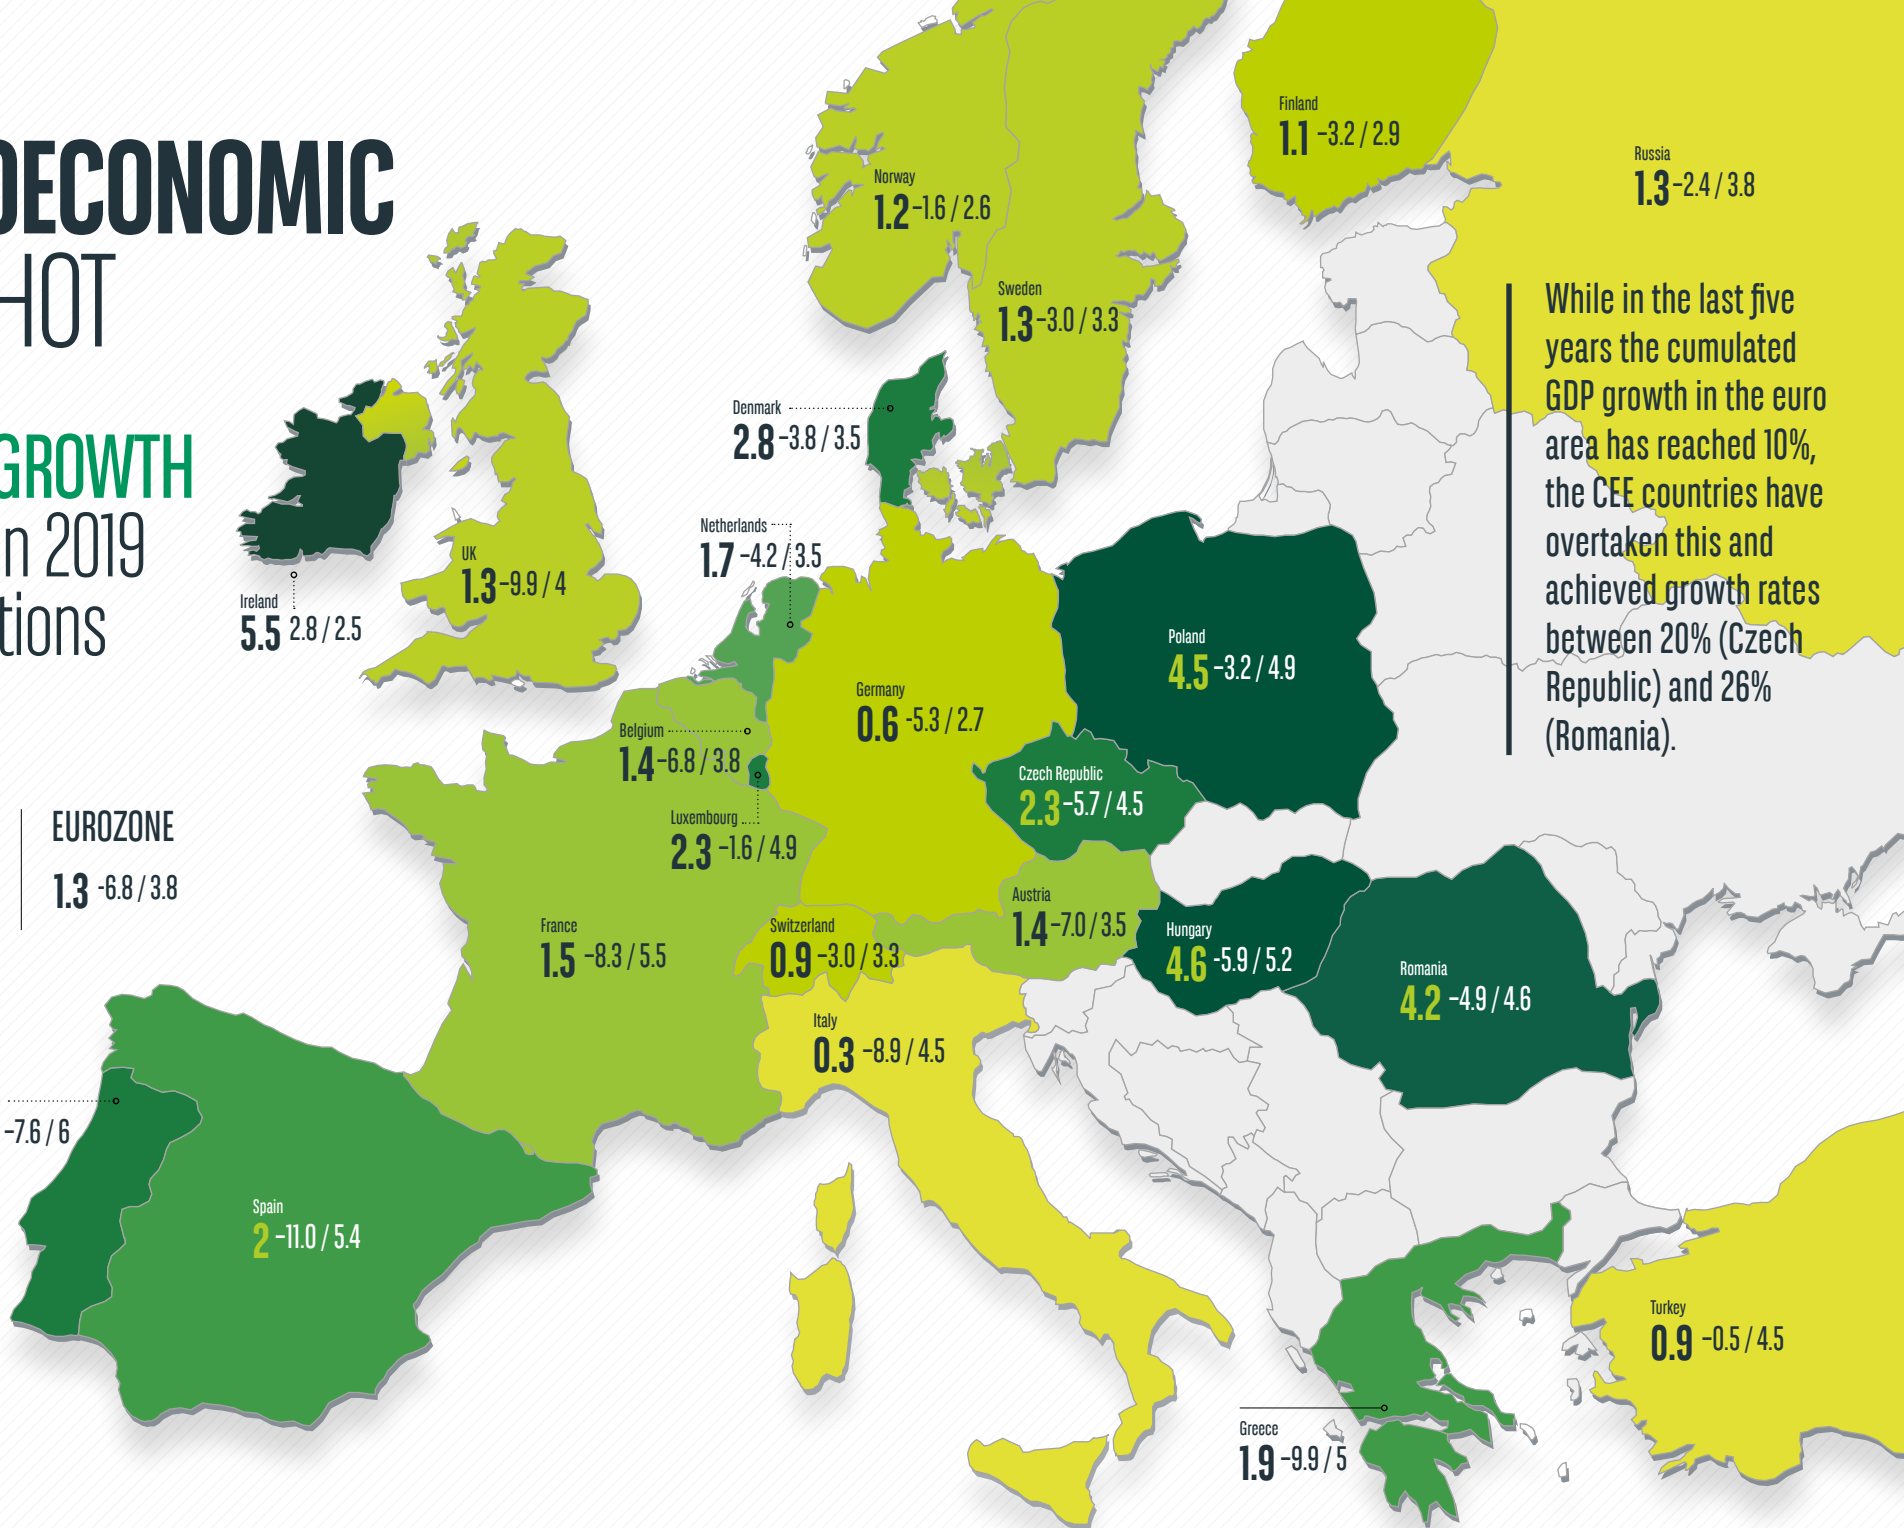 OECONOMIC
HOT
GROWTH
n 2019
tions
EUROZONE
1.3 -6.8 / 3.8
Norway
1.2 -1.6 / 2.6
Finland
1.1 -3.2 / 2.9
Russia
1.3 -2.4 / 3.8
Sweden
1.3 -3.0 / 3.3
While in the last five
years the cumulated
GDP growth in the euro
area has reached 10%,
the CEE countries have
overtaken this and
achieved growth rates
between 20% (Czech
Republic) and 26%
(Romania).
Denmark
2.8 -3.8 / 3.5
Netherlands
1.7 -4.2 / 3.5
UK
1.3 -9.9 / 4
Ireland
5.5 2.8 / 2.5
Poland
4.5 -3.2 / 4.9
Germany
0.6 -5.3 / 2.7
Belgium
1.4 -6.8 / 3.8
Czech Republic
2.3 -5.7 / 4.5
Luxembourg
2.3 -1.6 / 4.9
Austria
1.4 -7.0 / 3.5
France
1.5 -8.3 / 5.5
Switzerland
0.9 -3.0 / 3.3
Hungary
4.6 -5.9 / 5.2
Romania
4.2 -4.9 / 4.6
Italy
0.3 -8.9 / 4.5
-7.6 / 6
Spain
2 -11.0 / 5.4
Turkey
0.9 -0.5 / 4.5
Greece
1.9 -9.9 / 5